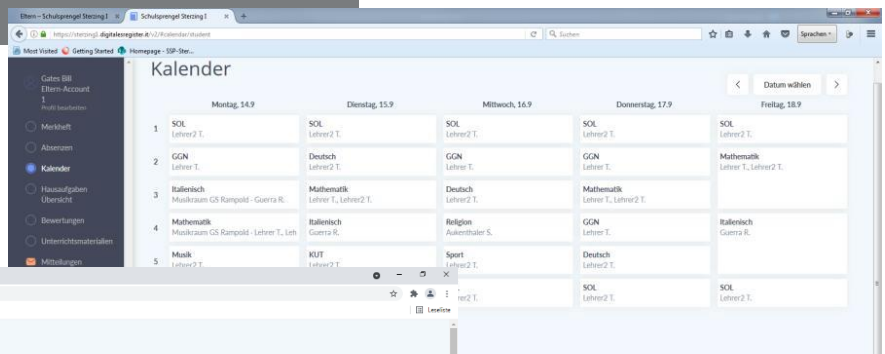 Eltern – Schulsprengel Sterzing I
Schulsprengel Sterzing I
https://sterzing1.digitalesregister.it/v2/#calendar/student
Suchen
Sprachen
Most Visited
Getting Started
Homepage - SSP-Ster...
Kalender
Datum wählen
Gates Bill
Eltern-Account
1
Profil bearbeiten
Merkheft
Absenzen
Kalender
Hausaufgaben
Übersicht
Bewertungen
Unterrichtsmaterialien
Mitteilungen
Montag, 14.9
Dienstag, 15.9
Mittwoch, 16.9
Donnerstag, 17.9
Freitag, 18.9
1
SOL
Lehrer2 T.
SOL
Lehrer2 T.
SOL
Lehrer2 T.
SOL
Lehrer2 T.
SOL
Lehrer2 T.
2
GGN
Lehrer T.
Deutsch
Lehrer2 T.
GGN
Lehrer T.
GGN
Lehrer T.
Mathematik
Lehrer T., Lehrer2 T.
3
Italienisch
Musikraum GS Rampold - Guerra R.
Mathematik
Lehrer T., Lehrer2 T.
Deutsch
Lehrer2 T.
Mathematik
Lehrer T., Lehrer2 T.
4
Mathematik
Musikraum GS Rampold - Lehrer T., Leh
Italienisch
Guerra R.
Religion
Aukenthaler S.
GGN
Lehrer T.
Italienisch
Guerra R.
5
Musik
Lehrer2 T.
KUT
Lehrer2 T.
Sport
Lehrer2 T.
Deutsch
Lehrer2 T.
SOL
Lehrer2 T.
SOL
Lehrer2 T.
Leseliste